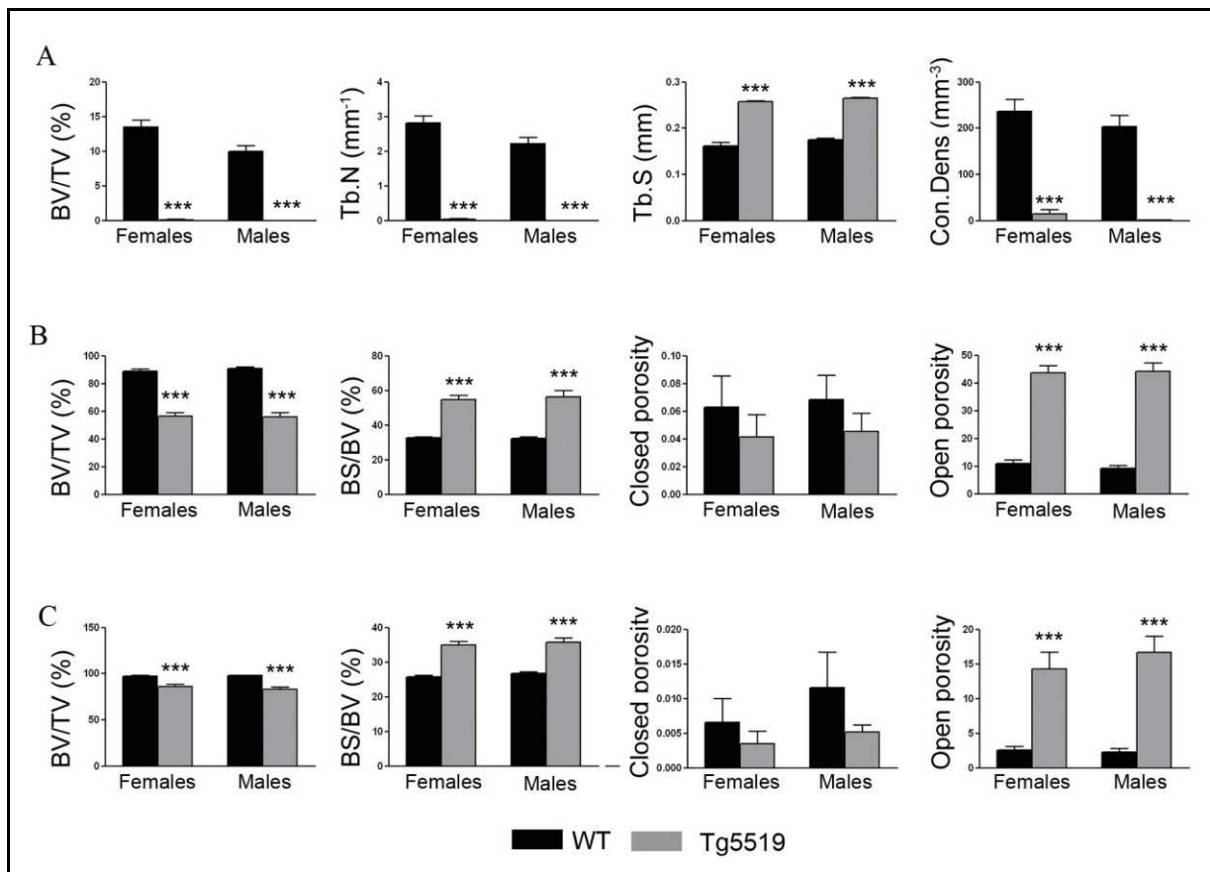 A
BV/TV (%)
20
15
10
5
0
*** ***
Females Males
Tb.N (mm-1)
4
3
2
1
0
*** ***
Females Males
Tb.S (mm)
0.3
0.2
0.1
0.0
*** ***
Females Males
Con.Dens (mm-3)
300
200
100
0
*** ***
Females Males
B
BV/TV (%)
100
80
60
40
20
0
*** ***
Females Males
BS/BV (%)
80
60
40
20
0
*** ***
Females Males
Closed porosity
0.10
0.08
0.06
0.04
0.02
0.00
Females Males
Open porosity
50
40
30
20
10
0
*** ***
Females Males
C
BV/TV (%)
150
100
50
0
*** ***
Females Males
BS/BV (%)
40
30
20
10
0
*** ***
Females Males
Closed porosity
0.020
0.015
0.010
0.005
0.000
Females Males
Open porosity
20
15
10
5
0
*** ***
Females Males
WT Tg5519